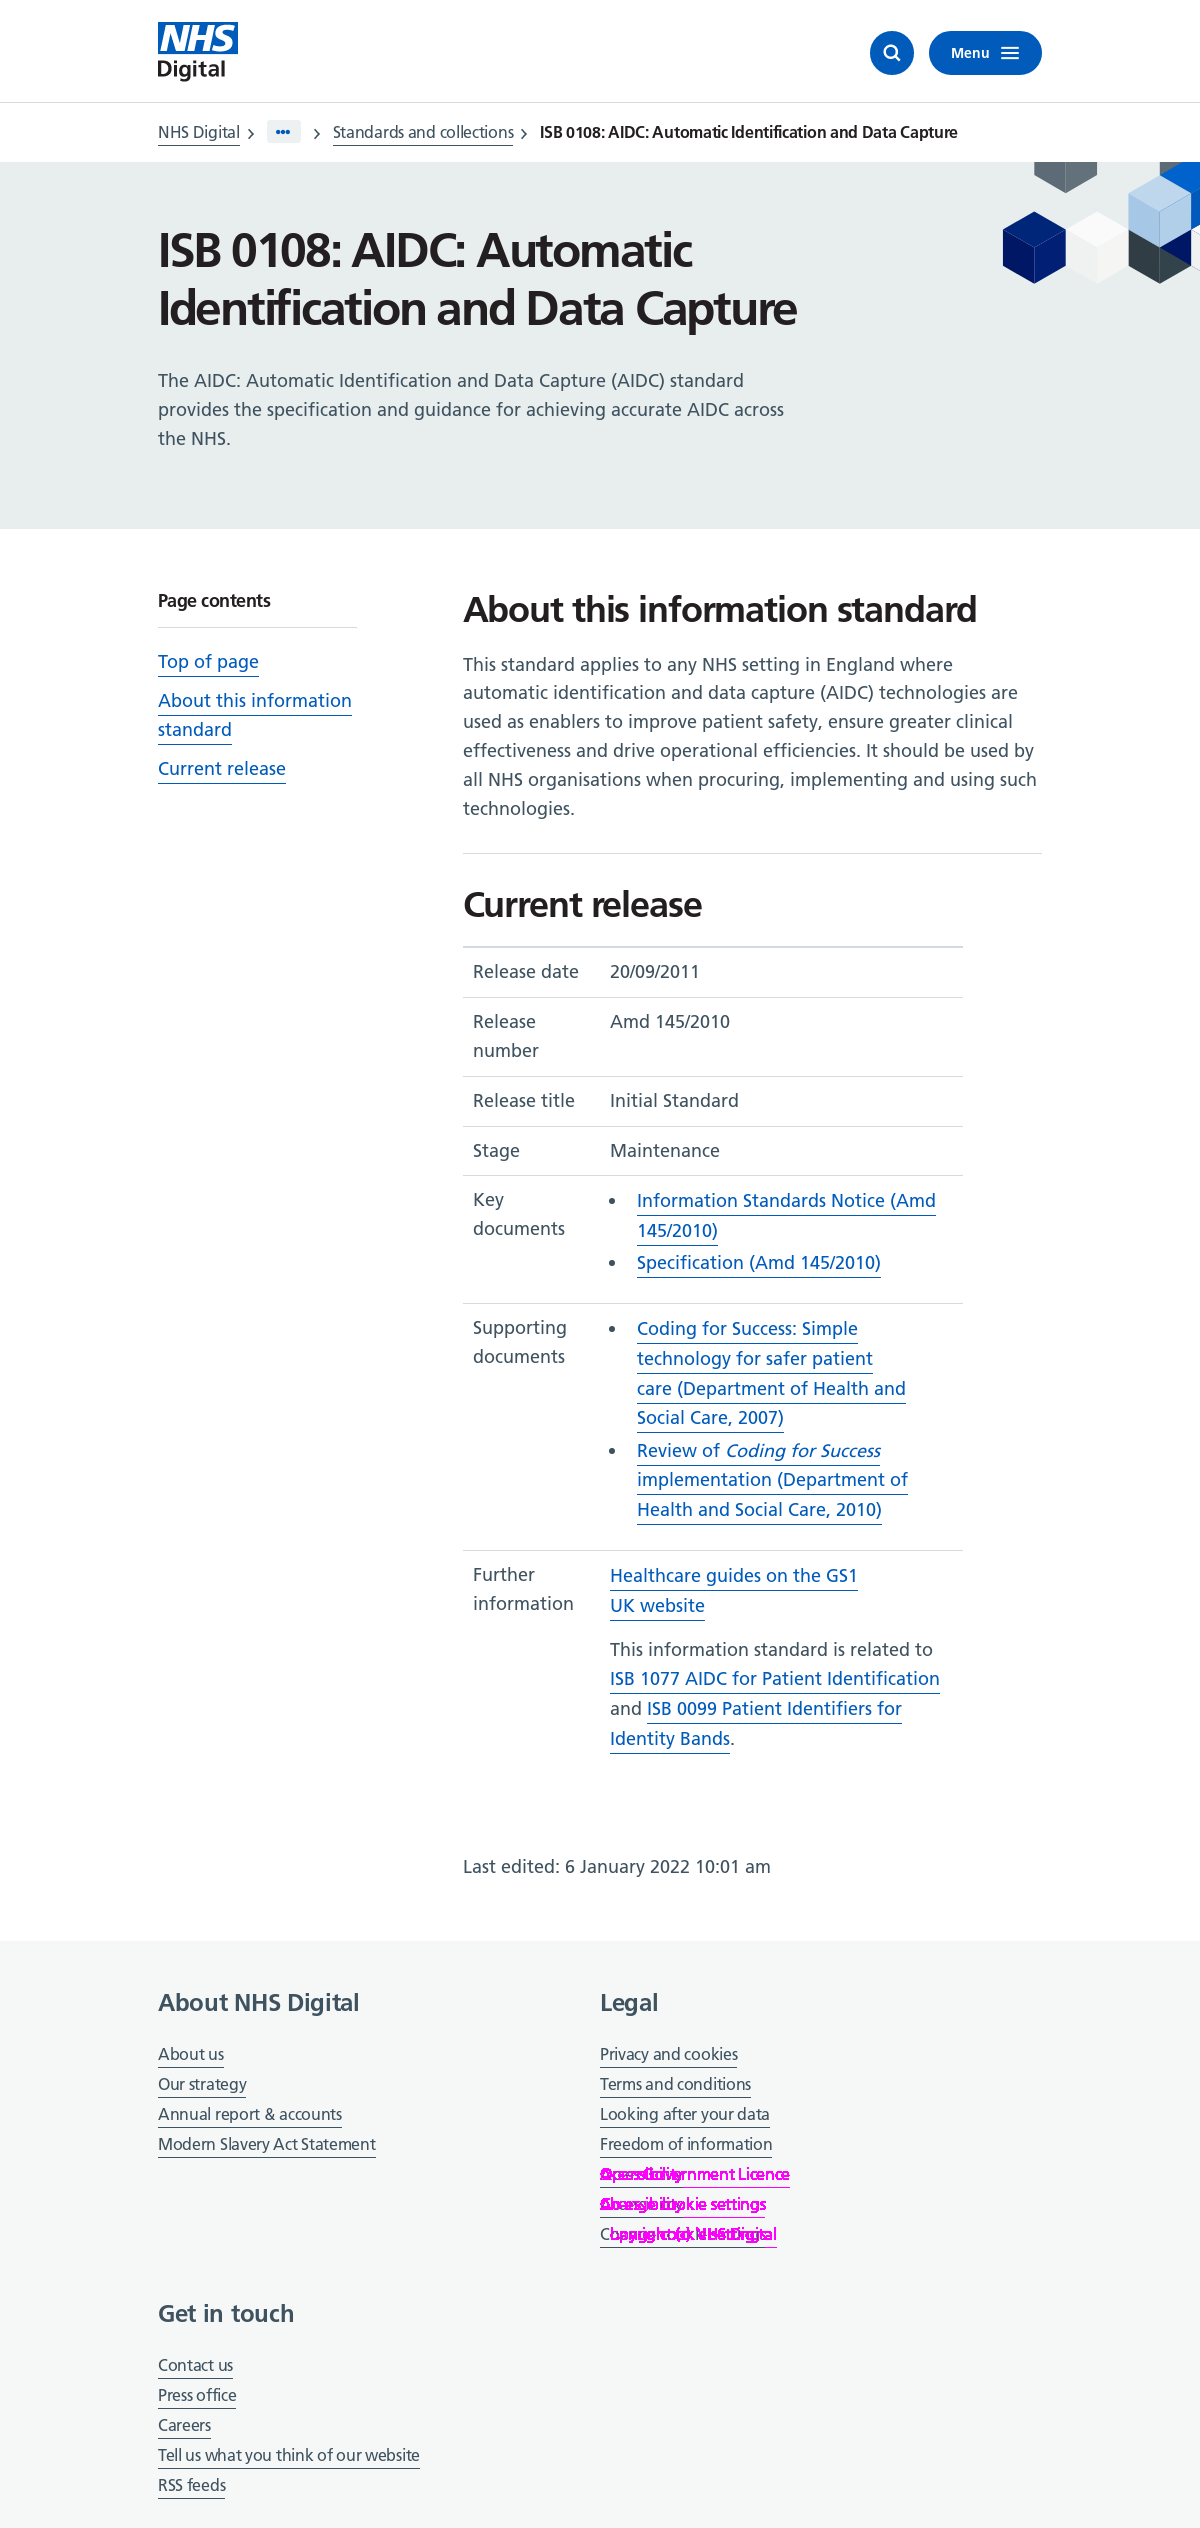 NHS
Digital
Menu
NHS Digital
Standards and collections
ISB 0108: AIDC: Automatic Identification and Data Capture
ISB 0108: AIDC: Automatic
Identification and Data Capture
The AIDC: Automatic Identification and Data Capture (AIDC) standard
provides the specification and guidance for achieving accurate AIDC across
the NHS.
Page contents
Top of page
About this information
standard
Current release
About this information standard
This standard applies to any NHS setting in England where
automatic identification and data capture (AIDC) technologies are
used as enablers to improve patient safety, ensure greater clinical
effectiveness and drive operational efficiencies. It should be used by
all NHS organisations when procuring, implementing and using such
technologies.
Current release
Release date 20/09/2011
Release Amd 145/2010
number
Release title Initial Standard
Stage Maintenance
Key
documents
• Information Standards Notice (Amd
145/2010)
• Specification (Amd 145/2010)
Supporting
documents
• Coding for Success: Simple
technology for safer patient
care (Department of Health and
Social Care, 2007)
• Review of Coding for Success
implementation (Department of
Health and Social Care, 2010)
Further
information
Healthcare guides on the GS1
UK website
This information standard is related to
ISB 1077 AIDC for Patient Identification
and ISB 0099 Patient Identifiers for
Identity Bands.
Last edited: 6 January 2022 10:01 am
About NHS Digital
About us
Our strategy
Annual report & accounts
Modern Slavery Act Statement
Legal
Privacy and cookies
Terms and conditions
Looking after your data
Freedom of information
Government Licence
cookie settings
NHS Digital
Get in touch
Contact us
Press office
Careers
Tell us what you think of our website
RSS feeds